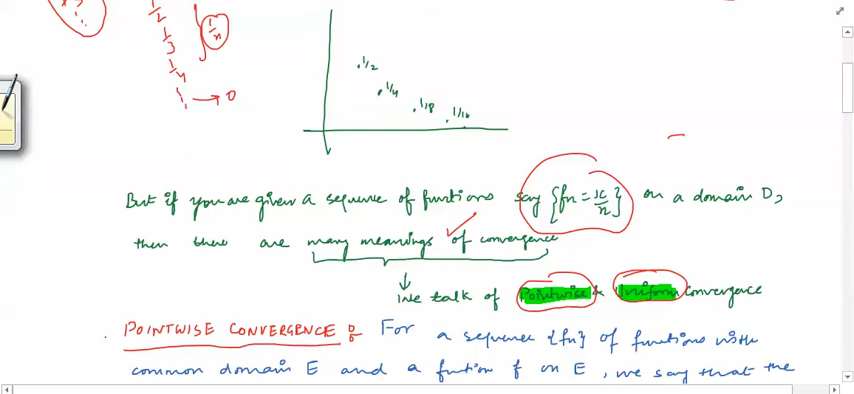 1/2
1/3
1/4
⋮ → 0
1/n
1/2
1/4
1/8
1/16
But if you are given a sequence of functions say {fn = x/n} on a domain D,
then there are many meanings of convergence
We talk of Pointwise & Uniform Convergence
POINTWISE CONVERGENCE : For a sequence {fn} of functions with
common domain E and a function f on E, we say that the